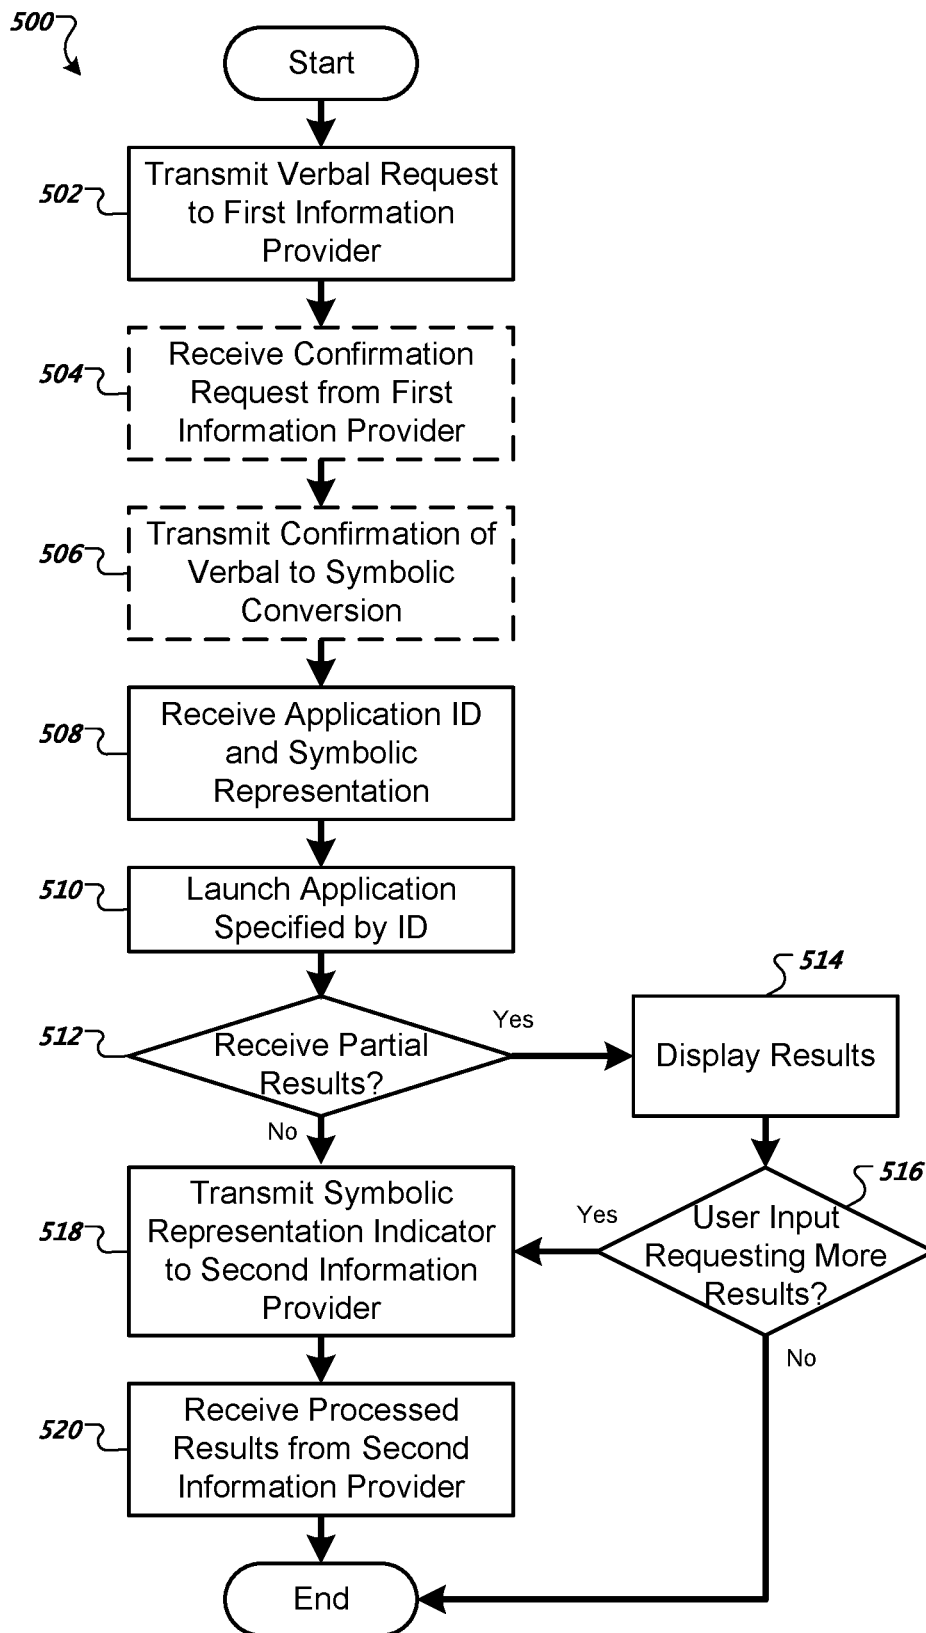 500
Start
502
Transmit Verbal Request
to First Information
Provider
504
Receive Confirmation
Request from First
Information Provider
506
Transmit Confirmation of
Verbal to Symbolic
Conversion
508
Receive Application ID
and Symbolic
Representation
510
Launch Application
Specified by ID
512
Receive Partial
Results?
Yes
No
514
Display Results
516
User Input
Requesting More
Results?
Yes
No
518
Transmit Symbolic
Representation Indicator
to Second Information
Provider
520
Receive Processed
Results from Second
Information Provider
End